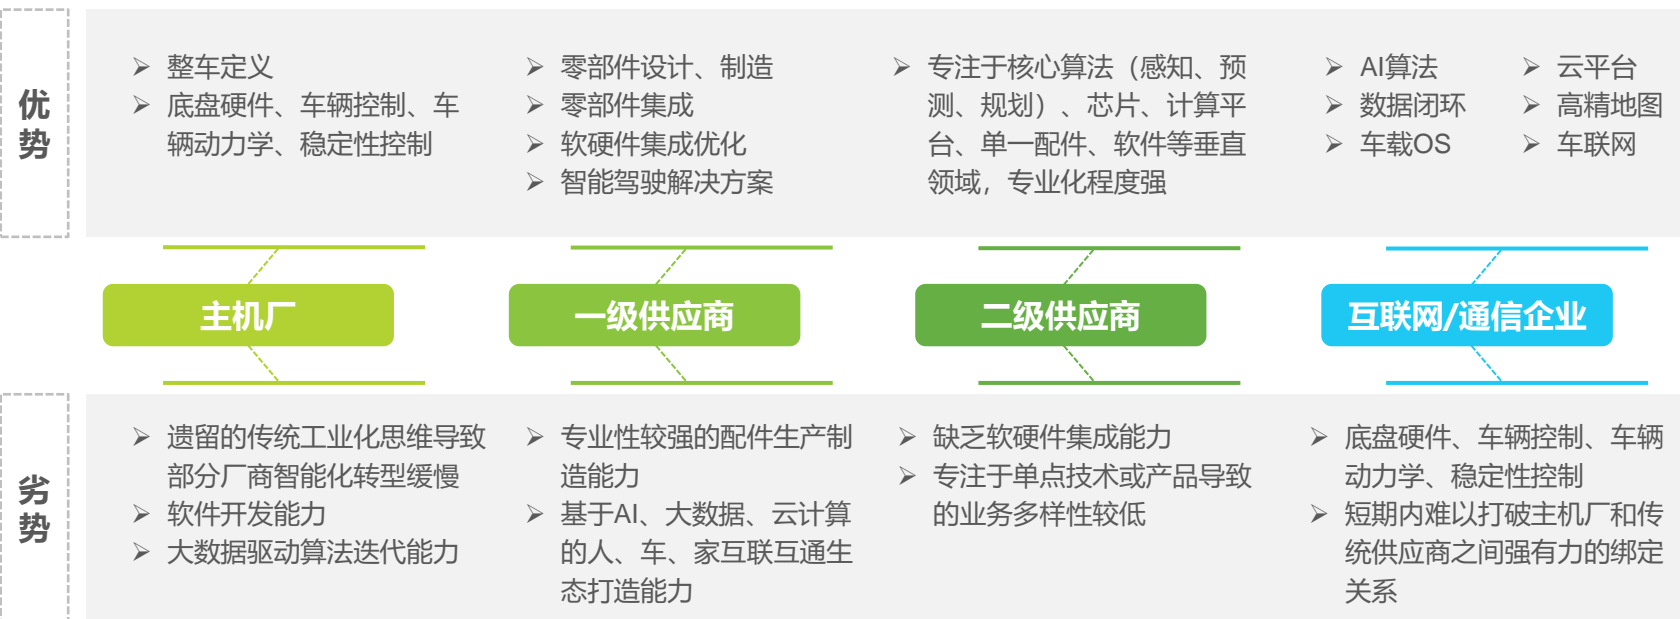 优
势
整车定义
底盘硬件、车辆控制、车
辆动力学、稳定性控制
零部件设计、制造
零部件集成
软硬件集成优化
智能驾驶解决方案
专注于核心算法（感知、预
测、规划）、芯片、计算平
台、单一配件、软件等垂直
领域，专业化程度强
AI算法
数据闭环
车载OS
云平台
高精地图
车联网
主机厂
一级供应商
二级供应商
互联网/通信企业
劣
势
遗留的传统工业化思维导致
部分厂商智能化转型缓慢
软件开发能力
大数据驱动算法迭代能力
专业性较强的配件生产制
造能力
基于AI、大数据、云计算
的人、车、家互联互通生
态打造能力
缺乏软硬件集成能力
专注于单点技术或产品导致
的业务多样性较低
底盘硬件、车辆控制、车辆
动力学、稳定性控制
短期内难以打破主机厂和传
统供应商之间强有力的绑定
关系